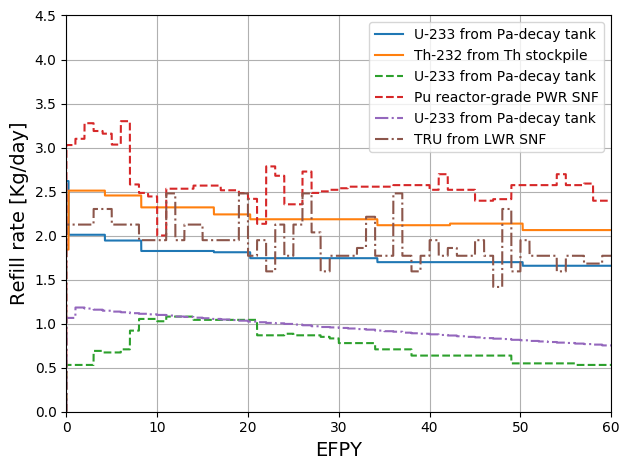 4.5
4.0
3.5
3.0
2.5
2.0
1.5
1.0
0.5
0.0
Refill rate [Kg/day]
U-233 from Pa-decay tank
Th-232 from Th stockpile
U-233 from Pa-decay tank
Pu reactor-grade PWR SNF
U-233 from Pa-decay tank
TRU from LWR SNF
0 10 20 30 40 50 60
EFPY